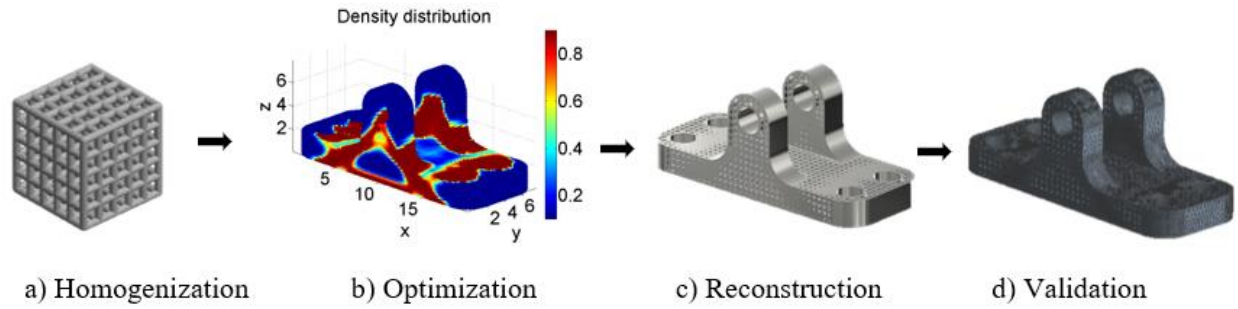 Density distribution
6
4
2
z
5
10
15
x
2
4
6
y
0.8
0.6
0.4
0.2
a) Homogenization
b) Optimization
c) Reconstruction
d) Validation